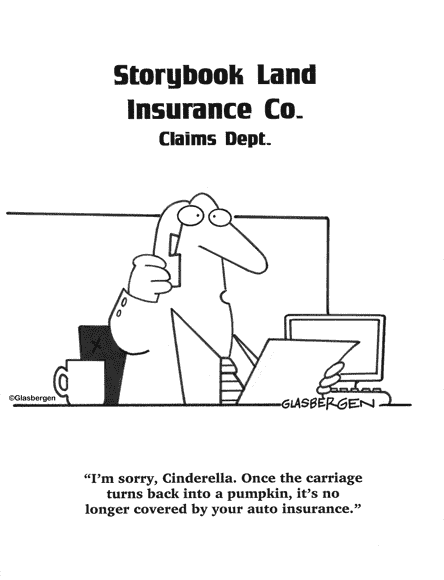 Storybook Land
Insurance Co.
Claims Dept.
©Glasbergen
GLASBERGEN
“I’m sorry, Cinderella. Once the carriage
turns back into a pumpkin, it’s no
longer covered by your auto insurance.”